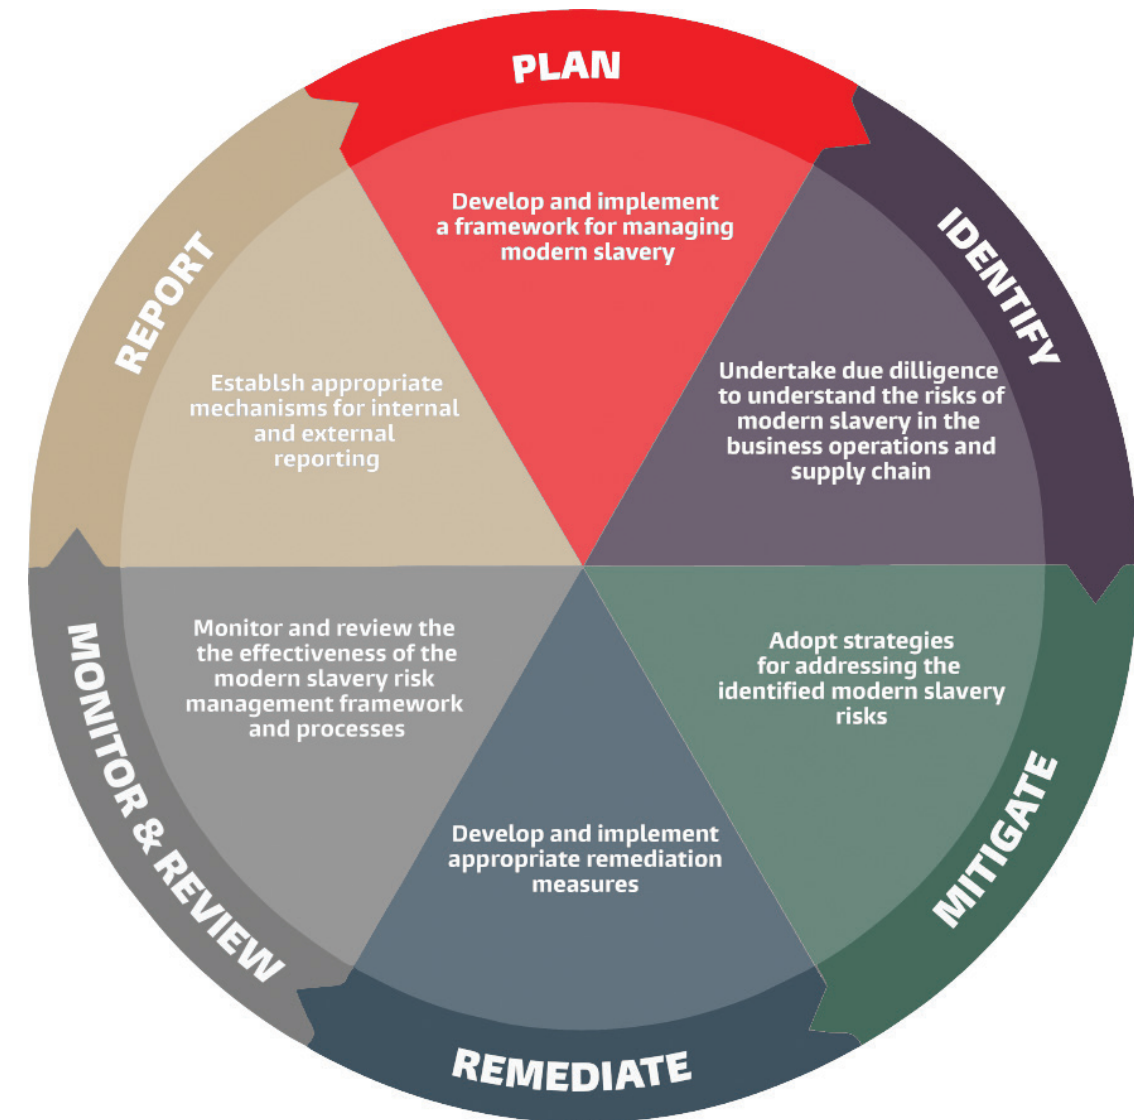 PLAN
Develop and implement
a framework for managing
modern slavery
IDENTIFY
Undertake due dilligence
to understand the risks of
modern slavery in the
business operations and
supply chain
MITIGATE
Adopt strategies
for addressing the
identified modern slavery
risks
REMEDIATE
Develop and implement
appropriate remediation
measures
MONITOR & REVIEW
Monitor and review the
the effectiveness of the
modern slavery risk
management framework
and processes
REPORT
Establsh appropriate
mechanisms for internal
and external
reporting